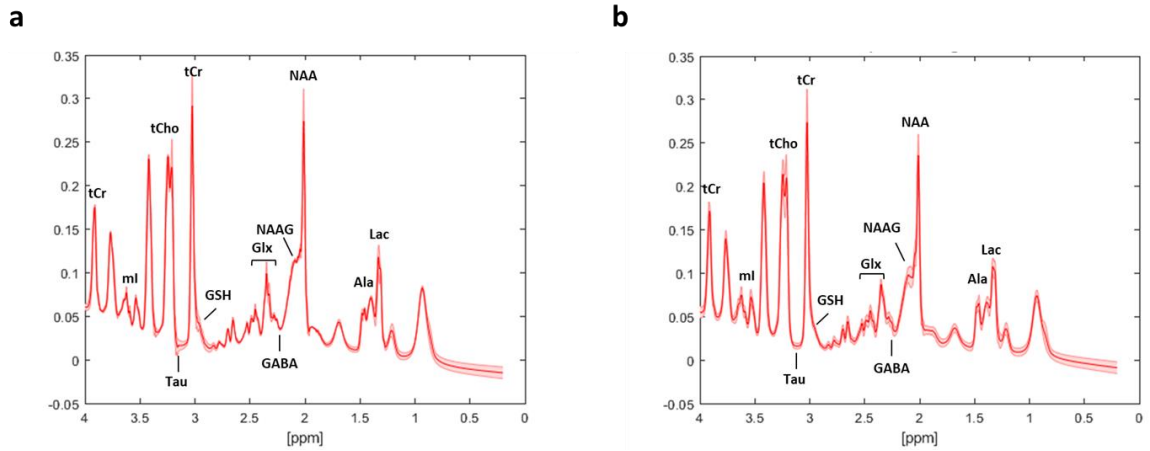 a
0.35
0.3
0.25
0.2
0.15
0.1
0.05
0
-0.05
4
3.5
3
2.5
2
1.5
1
0.5
0
[ppm]
tCr
tCho
tCr
NAA
mI
GSH
Glx
NAAG
Lac
Ala
GABA
Tau
b
0.35
0.3
0.25
0.2
0.15
0.1
0.05
0
-0.05
4
3.5
3
2.5
2
1.5
1
0.5
0
[ppm]
tCr
tCho
tCr
NAA
NAAG
mI
Glx
Lac
Ala
GSH
GABA
Tau